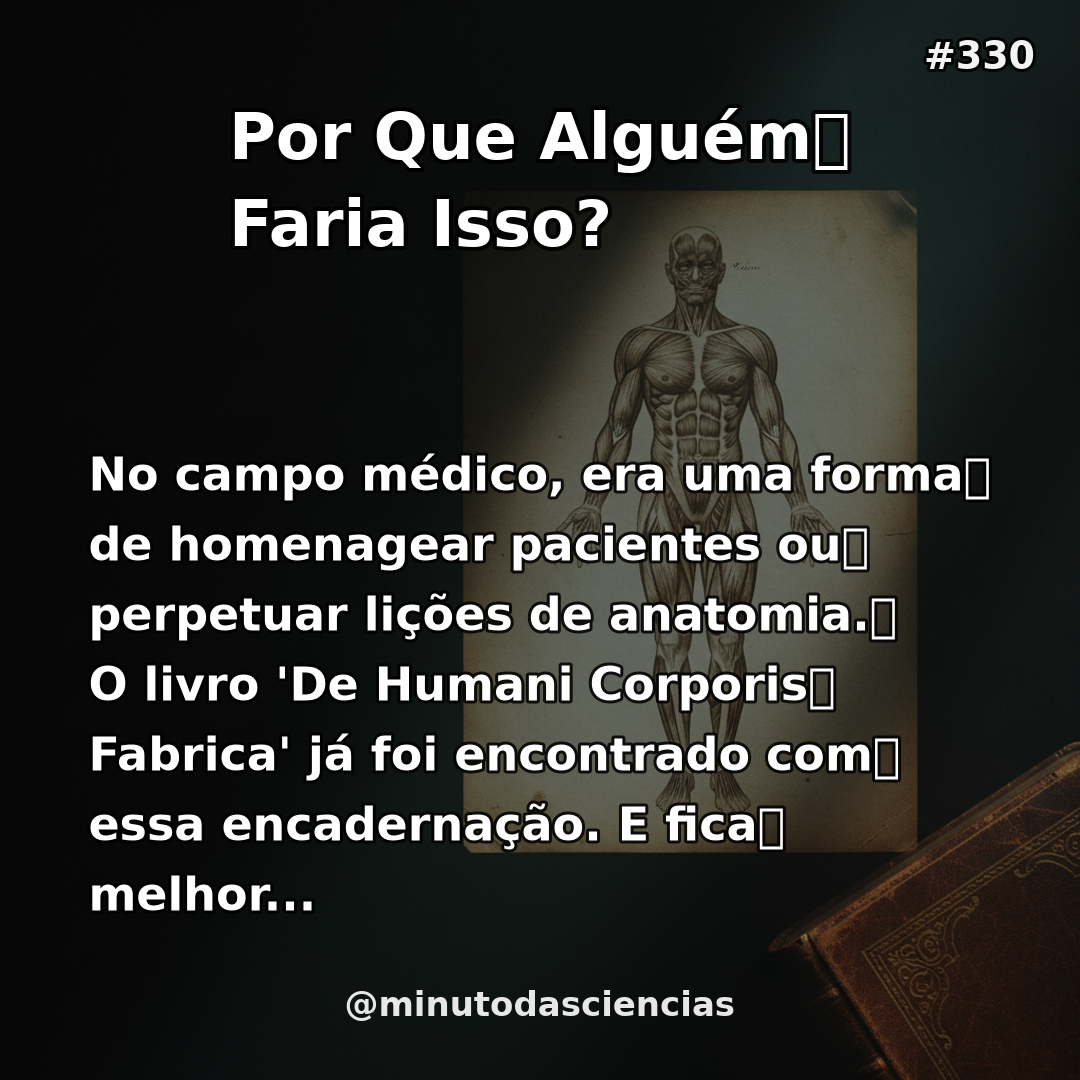 #330
Por Que Alguém
Faria Isso?
No campo médico, era uma forma
de homenagear pacientes ou
perpetuar lições de anatomia.
O livro 'De Humani Corporis
Fabrica' já foi encontrado com
essa encadernação. E fica
melhor...
@minutodasciencias